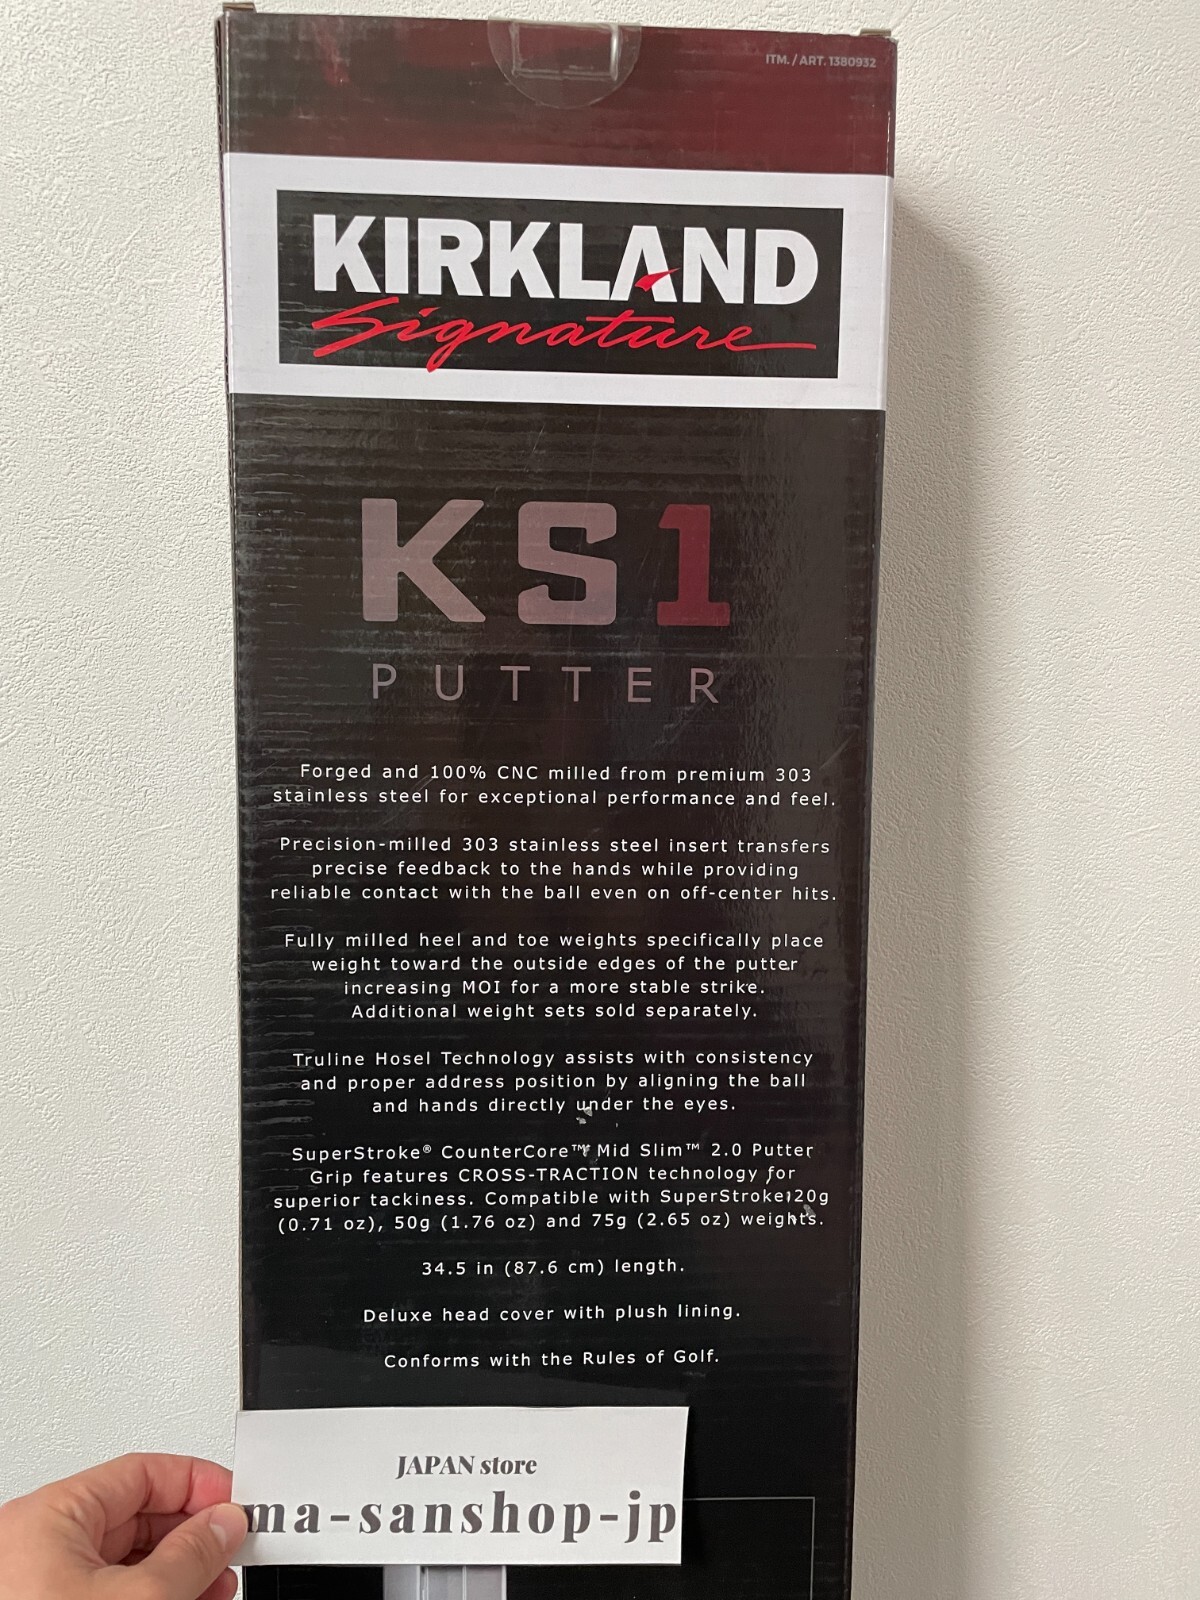 ITM. / ART. 1380932
KIRKLAND
Signature
KS1
PUTTER
Forged and 100% CNC milled from premium 303
stainless steel for exceptional performance and feel.
Precision-milled 303 stainless steel insert transfers
precise feedback to the hands while providing
reliable contact with the ball even on off-center hits.
Fully milled heel and toe weights specifically place
weight toward the outside edges of the putter
increasing MOI for a more stable strike.
Additional weight sets sold separately.
Truline Hosel Technology assists with consistency
and proper address position by aligning the ball
and hands directly under the eyes.
SuperStroke® CounterCore™ Mid Slim™ 2.0 Putter
Grip features CROSS-TRACTION technology for
superior tackiness. Compatible with SuperStroke 20g
(0.71 oz), 50g (1.76 oz) and 75g (2.65 oz) weights.
34.5 in (87.6 cm) length.
Deluxe head cover with plush lining.
Conforms with the Rules of Golf.
JAPAN store
ma-sanshop-jp